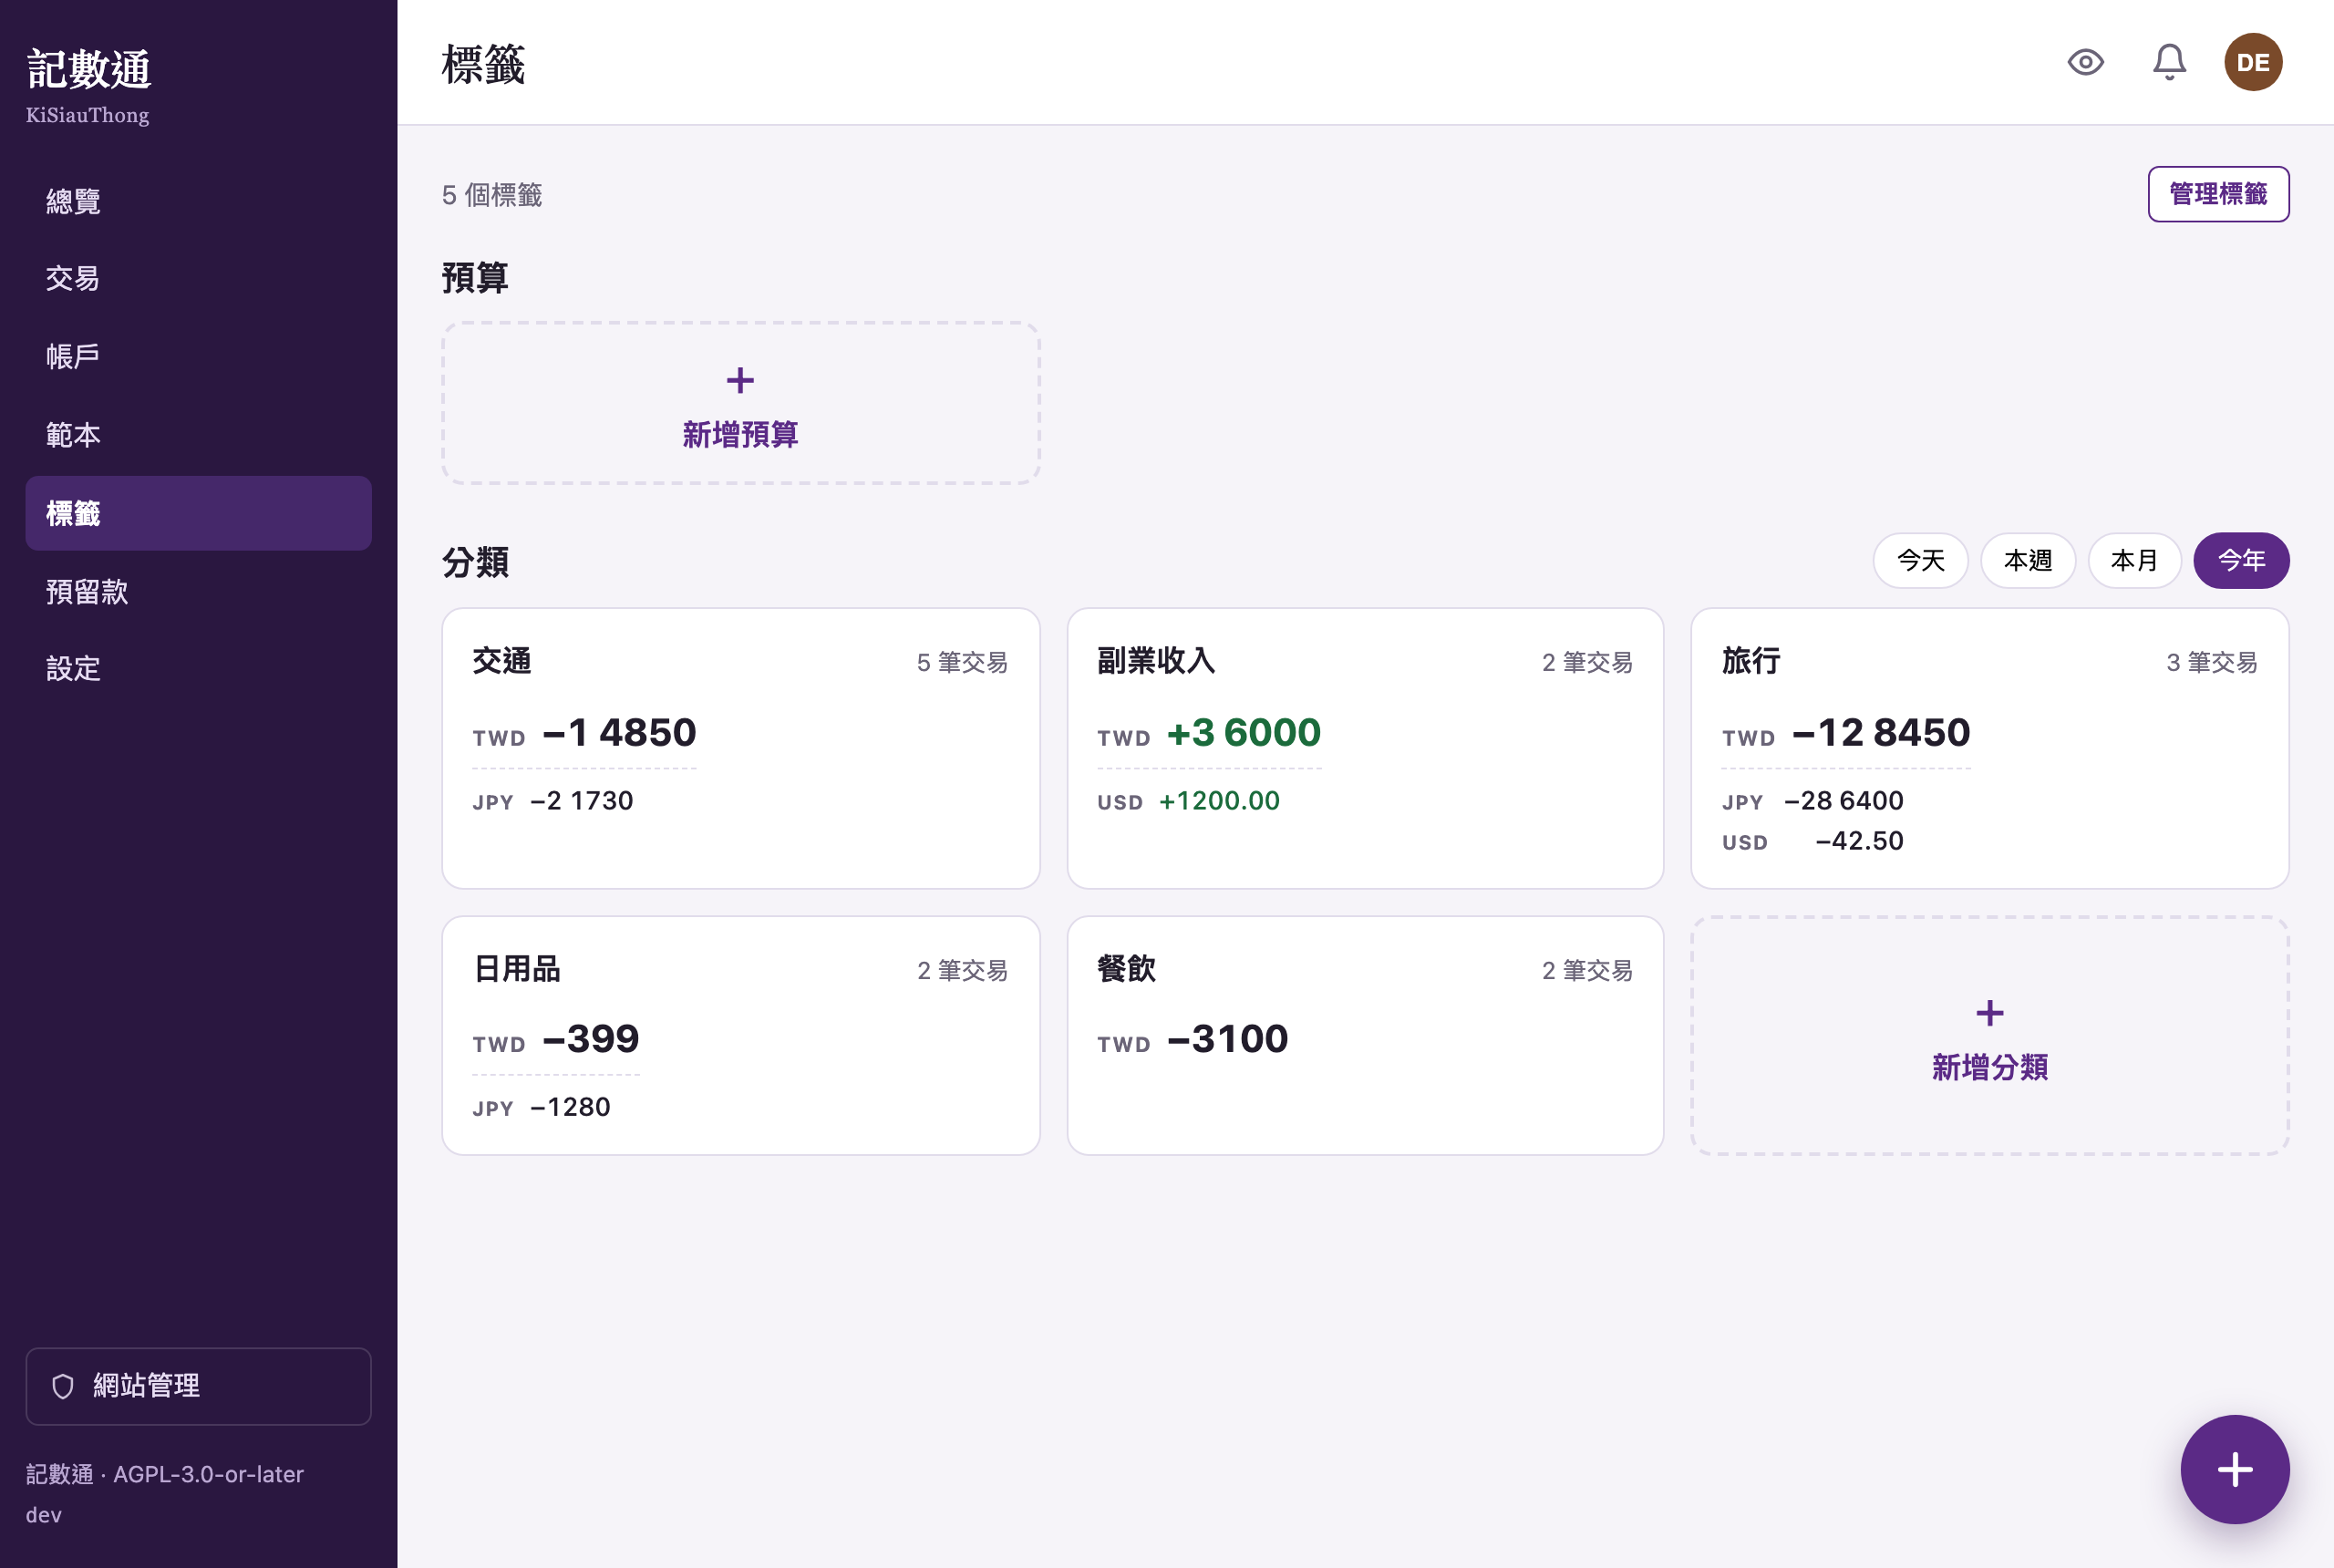 記數通
KiSiauThong
總覽
交易
帳戶
範本
標籤
預留款
設定
網站管理
記數通 · AGPL-3.0-or-later
dev
標籤
DE
5 個標籤
管理標籤
預算
+
新增預算
分類
今天 本週 本月 今年
交通 5 筆交易
TWD −1 4850
JPY −2 1730
副業收入 2 筆交易
TWD +3 6000
USD +1200.00
旅行 3 筆交易
TWD −12 8450
JPY −28 6400
USD −42.50
日用品 2 筆交易
TWD −399
JPY −1280
餐飲 2 筆交易
TWD −3100
+
新增分類
+